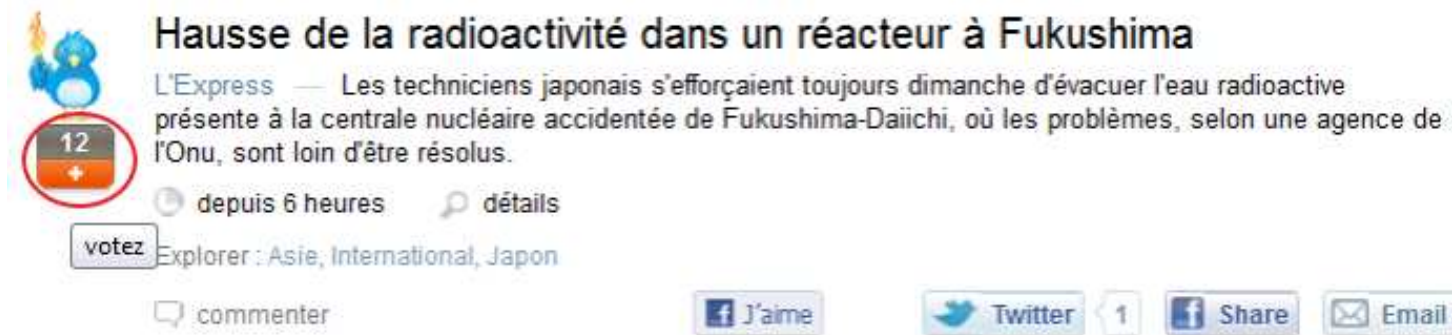 Hausse de la radioactivité dans un réacteur à Fukushima
L'Express — Les techniciens japonais s'efforçaient toujours dimanche d'évacuer l'eau radioactive
présente à la centrale nucléaire accidentée de Fukushima-Daiichi, où les problèmes, selon une agence de
l'Onu, sont loin d'être résolus.
12
+
depuis 6 heures détails
votez
Explorer : Asie, International, Japon
commenter J'aime Twitter 1 Share Email